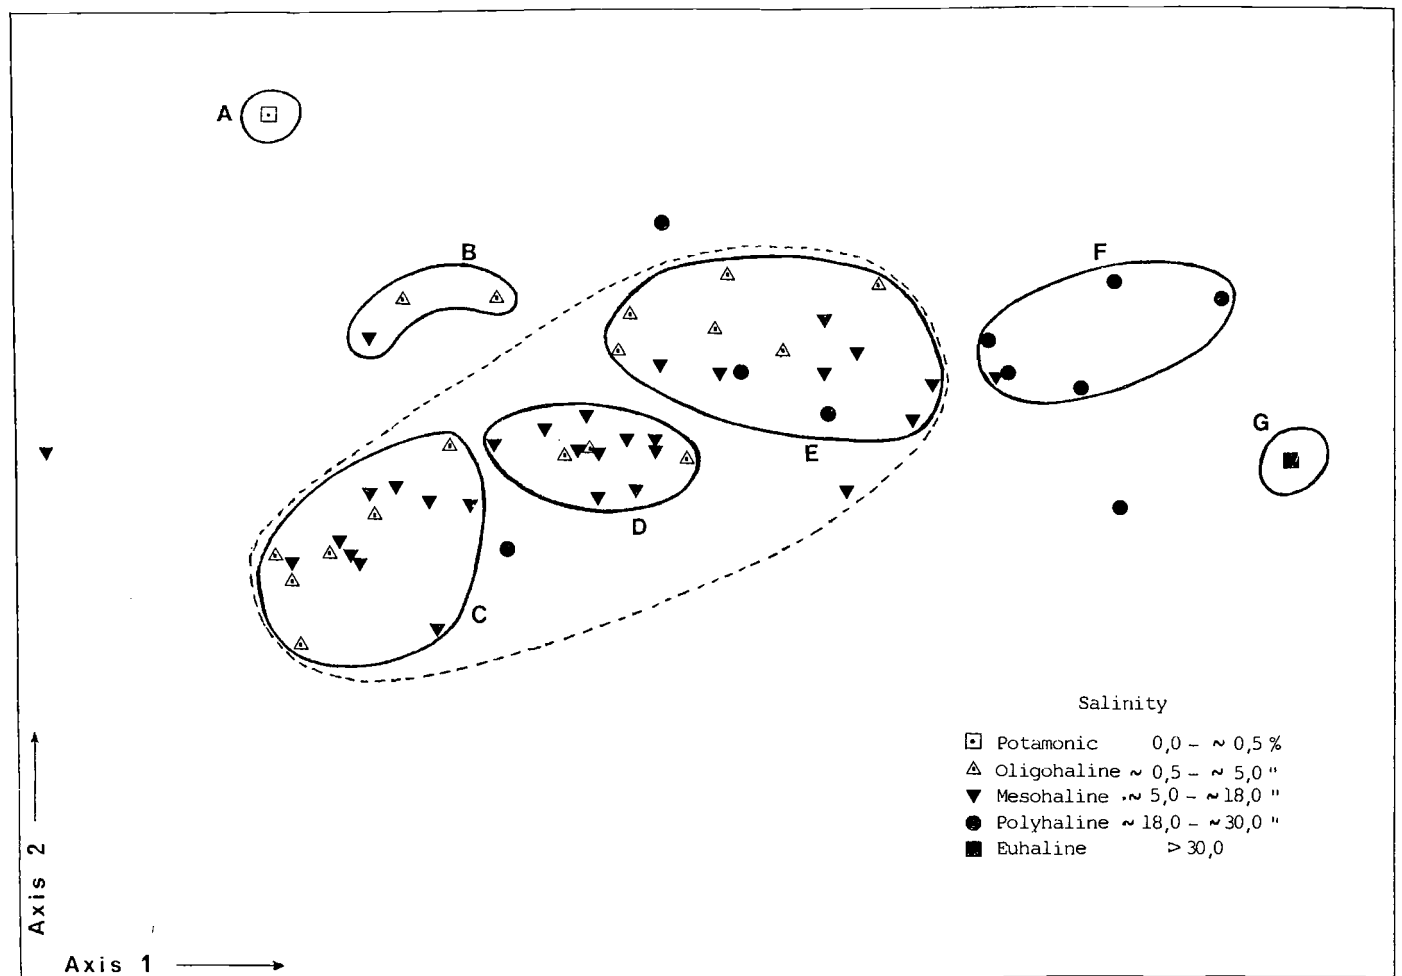 A
B
F
G
E
D
C
Salinity
Potamonic 0,0 – ~ 0,5 %
Oligohaline ~ 0,5 – ~ 5,0 "
Mesohaline ~ 5,0 – ~ 18,0 "
Polyhaline ~ 18,0 – ~ 30,0 "
Euhaline > 30,0
Axis 2
Axis 1